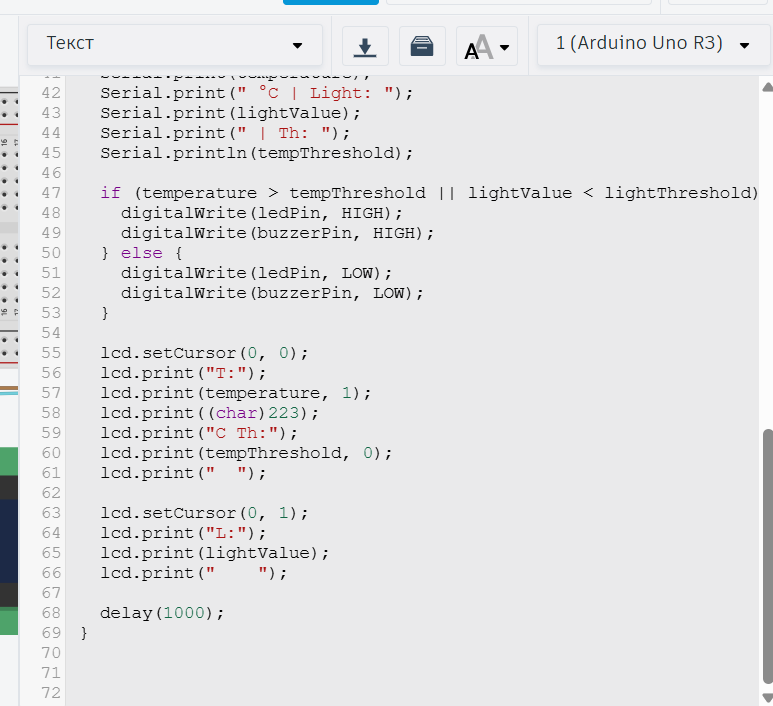 Текст
1 (Arduino Uno R3)
42 Serial.print(" °C | Light: ");
43 Serial.print(lightValue);
44 Serial.print(" | Th: ");
45 Serial.println(tempThreshold);
46
47 if (temperature > tempThreshold || lightValue < lightThreshold)
48 digitalWrite(ledPin, HIGH);
49 digitalWrite(buzzerPin, HIGH);
50 } else {
51 digitalWrite(ledPin, LOW);
52 digitalWrite(buzzerPin, LOW);
53 }
54
55 lcd.setCursor(0, 0);
56 lcd.print("T:");
57 lcd.print(temperature, 1);
58 lcd.print((char)223);
59 lcd.print("C Th:");
60 lcd.print(tempThreshold, 0);
61 lcd.print("  ");
62
63 lcd.setCursor(0, 1);
64 lcd.print("L:");
65 lcd.print(lightValue);
66 lcd.print("    ");
67
68 delay(1000);
69 }
70
71
72